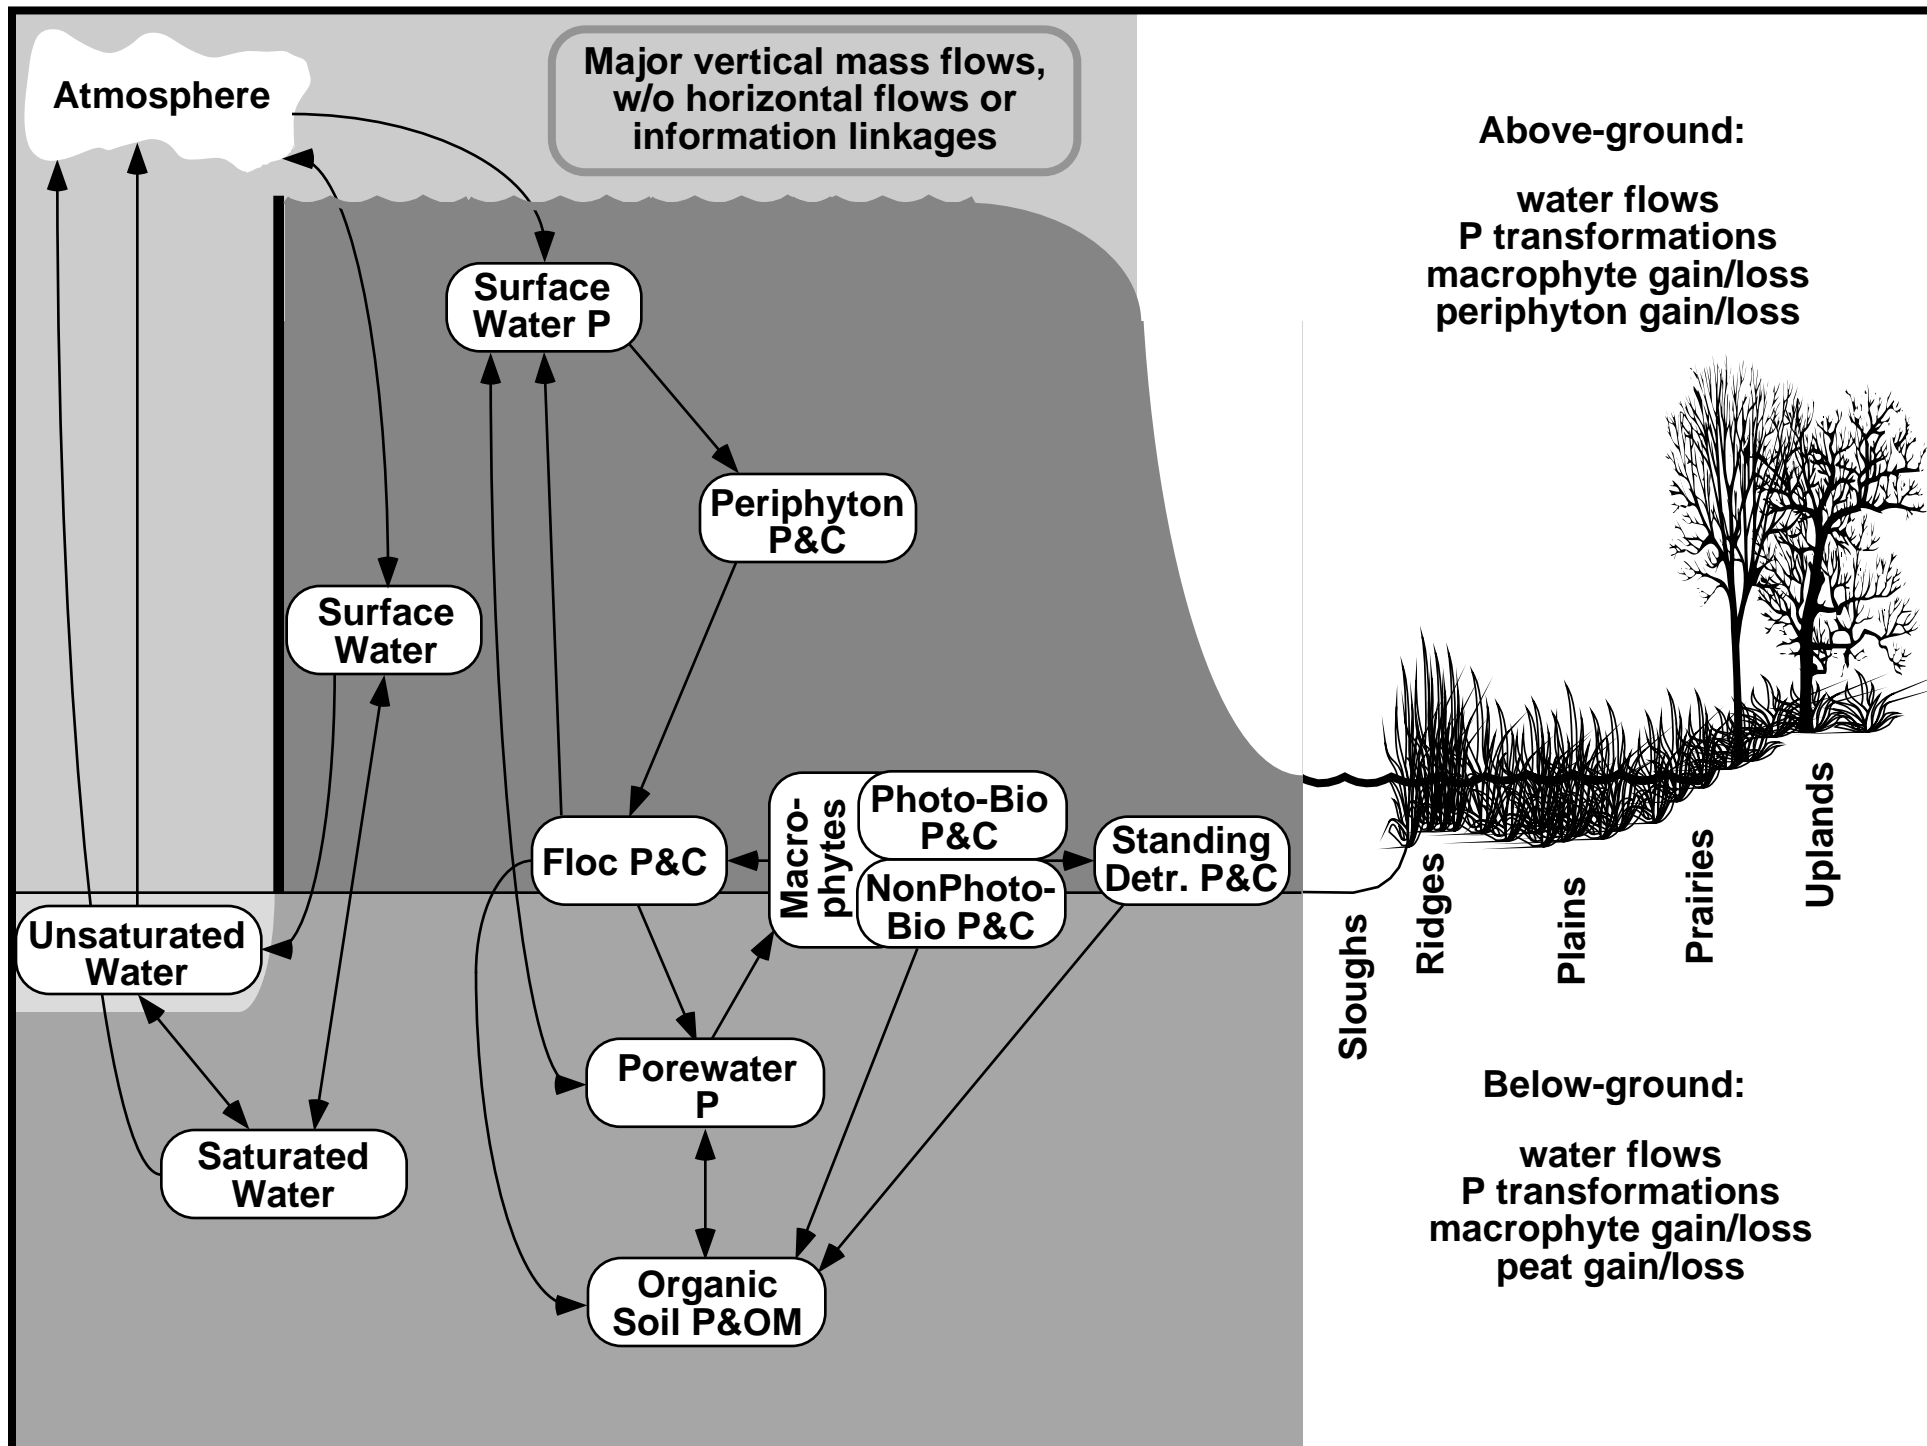 Atmosphere
Major vertical mass flows,
w/o horizontal flows or
information linkages
Above-ground:
water flows
P transformations
macrophyte gain/loss
periphyton gain/loss
Surface
Water P
Periphyton
P&C
Surface
Water
Floc P&C
Macro-
phytes
Photo-Bio
P&C
NonPhoto-
Bio P&C
Standing
Detr. P&C
Unsaturated
Water
Porewater
P
Saturated
Water
Organic
Soil P&OM
Sloughs
Ridges
Plains
Prairies
Uplands
Below-ground:
water flows
P transformations
macrophyte gain/loss
peat gain/loss